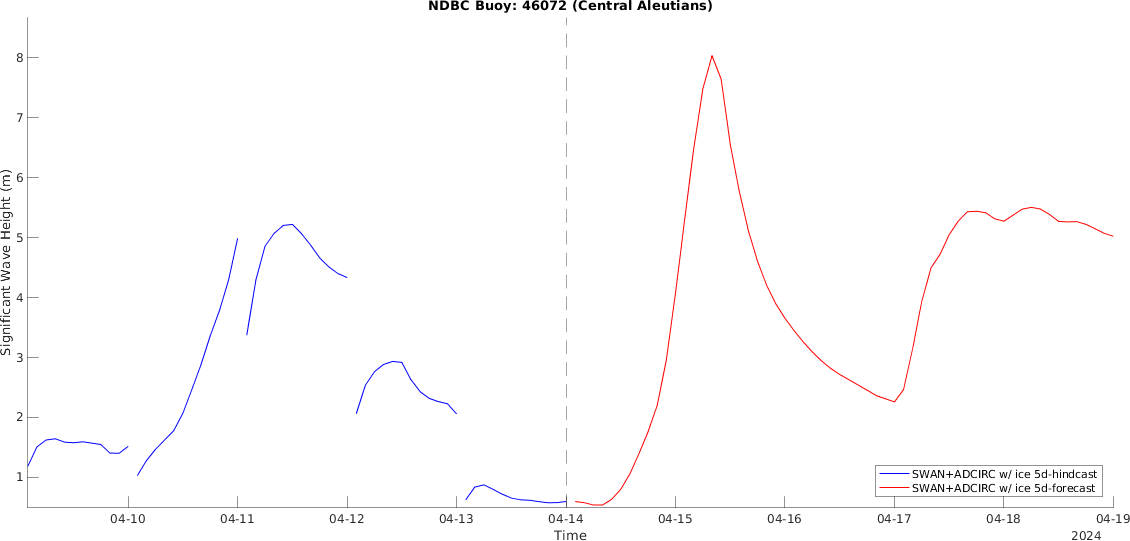 NDBC Buoy: 46072 (Central Aleutians)
8
7
6
5
4
3
2
1
Significant Wave Height (m)
SWAN+ADCIRC w/ ice 5d-hindcast
SWAN+ADCIRC w/ ice 5d-forecast
04-10 04-11 04-12 04-13 04-14 04-15 04-16 04-17 04-18 04-19
Time
2024